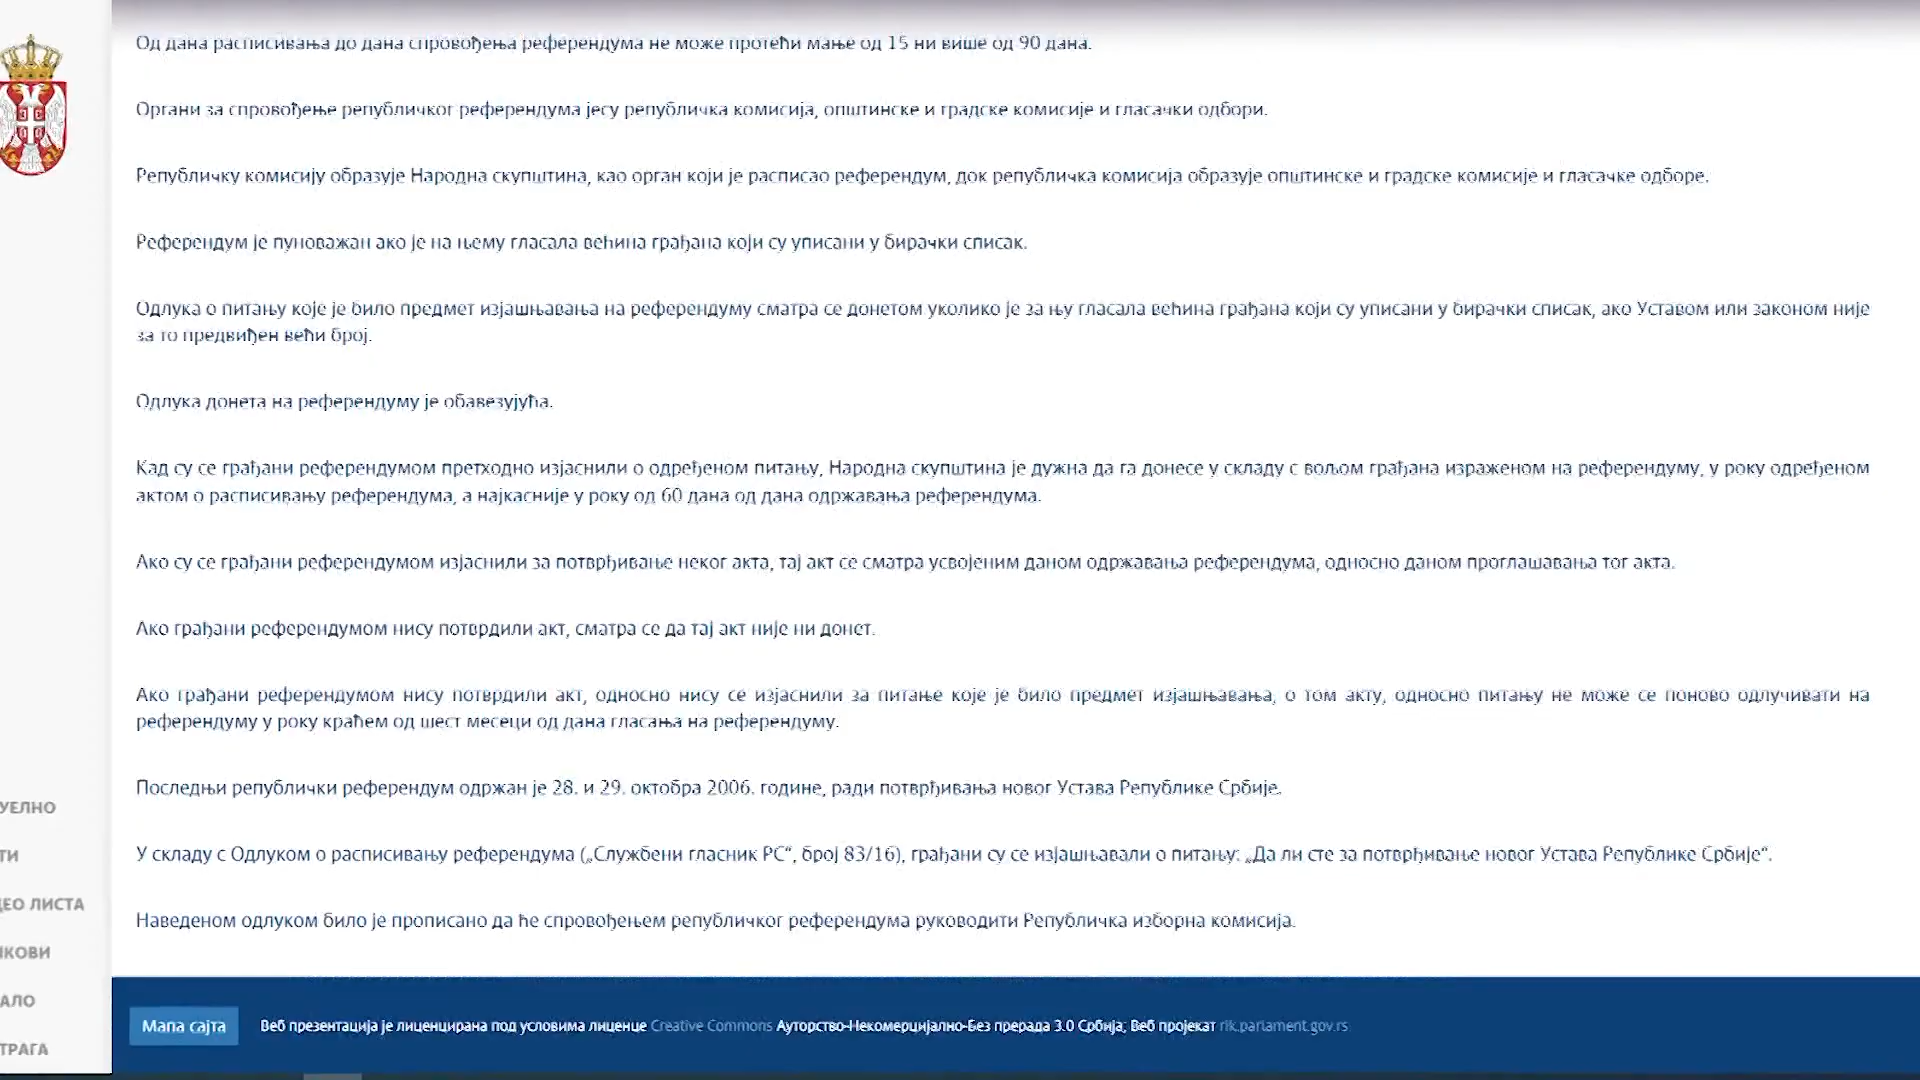 Од дана расписивања до дана спровођења референдума не може протећи мање од 15 ни више од 90 дана.
Органи за спровођење републичког референдума јесу републичка комисија, општинске и градске комисије и гласачки одбори.
Републичку комисију образује Народна скупштина, као орган који је расписао референдум, док републичка комисија образује општинске и градске комисије и гласачке одборе.
Референдум је пуноважан ако је на њему гласала већина грађана који су уписани у бирачки списак.
Одлука о питању које је било предмет изјашњавања на референдуму сматра се донетом уколико је за њу гласала већина грађана који су уписани у бирачки списак, ако Уставом или законом није
за то предвиђен већи број.
Одлука донета на референдуму је обавезујућа.
Кад су се грађани референдумом претходно изјаснили о одређеном питању, Народна скупштина је дужна да га донесе у складу с вољом грађана израженом на референдуму, у року одређеном
актом о расписивању референдума, а најкасније у року од 60 дана од дана одржавања референдума.
Ако су се грађани референдумом изјаснили за потврђивање неког акта, тај акт се сматра усвојеним даном одржавања референдума, односно даном проглашавања тог акта.
Ако грађани референдумом нису потврдили акт, сматра се да тај акт није ни донет.
Ако грађани референдумом нису потврдили акт, односно нису се изјаснили за питање које је било предмет изјашњавања, о том акту, односно питању не може се поново одлучивати на
референдуму у року краћем од шест месеци од дана гласања на референдуму.
Последњи републички референдум одржан је 28. и 29. октобра 2006. године, ради потврђивања новог Устава Републике Србије.
У складу с Одлуком о расписивању референдума („Службени гласник РС“, број 83/16), грађани су се изјашњавали о питању: „Да ли сте за потврђивање новог Устава Републике Србије“.
Наведеном одлуком било је прописано да ће спровођењем републичког референдума руководити Републичка изборна комисија.
УЕЛНО
ТИ
ЕО ЛИСТА
КОВИ
АЛО
ТРАГА
Мапа сајта
Веб презентација је лиценцирана под условима лиценце Creative Commons Ауторство-Некомерцијално-Без прерада 3.0 Србија; Веб пројекат rik.parlament.gov.rs